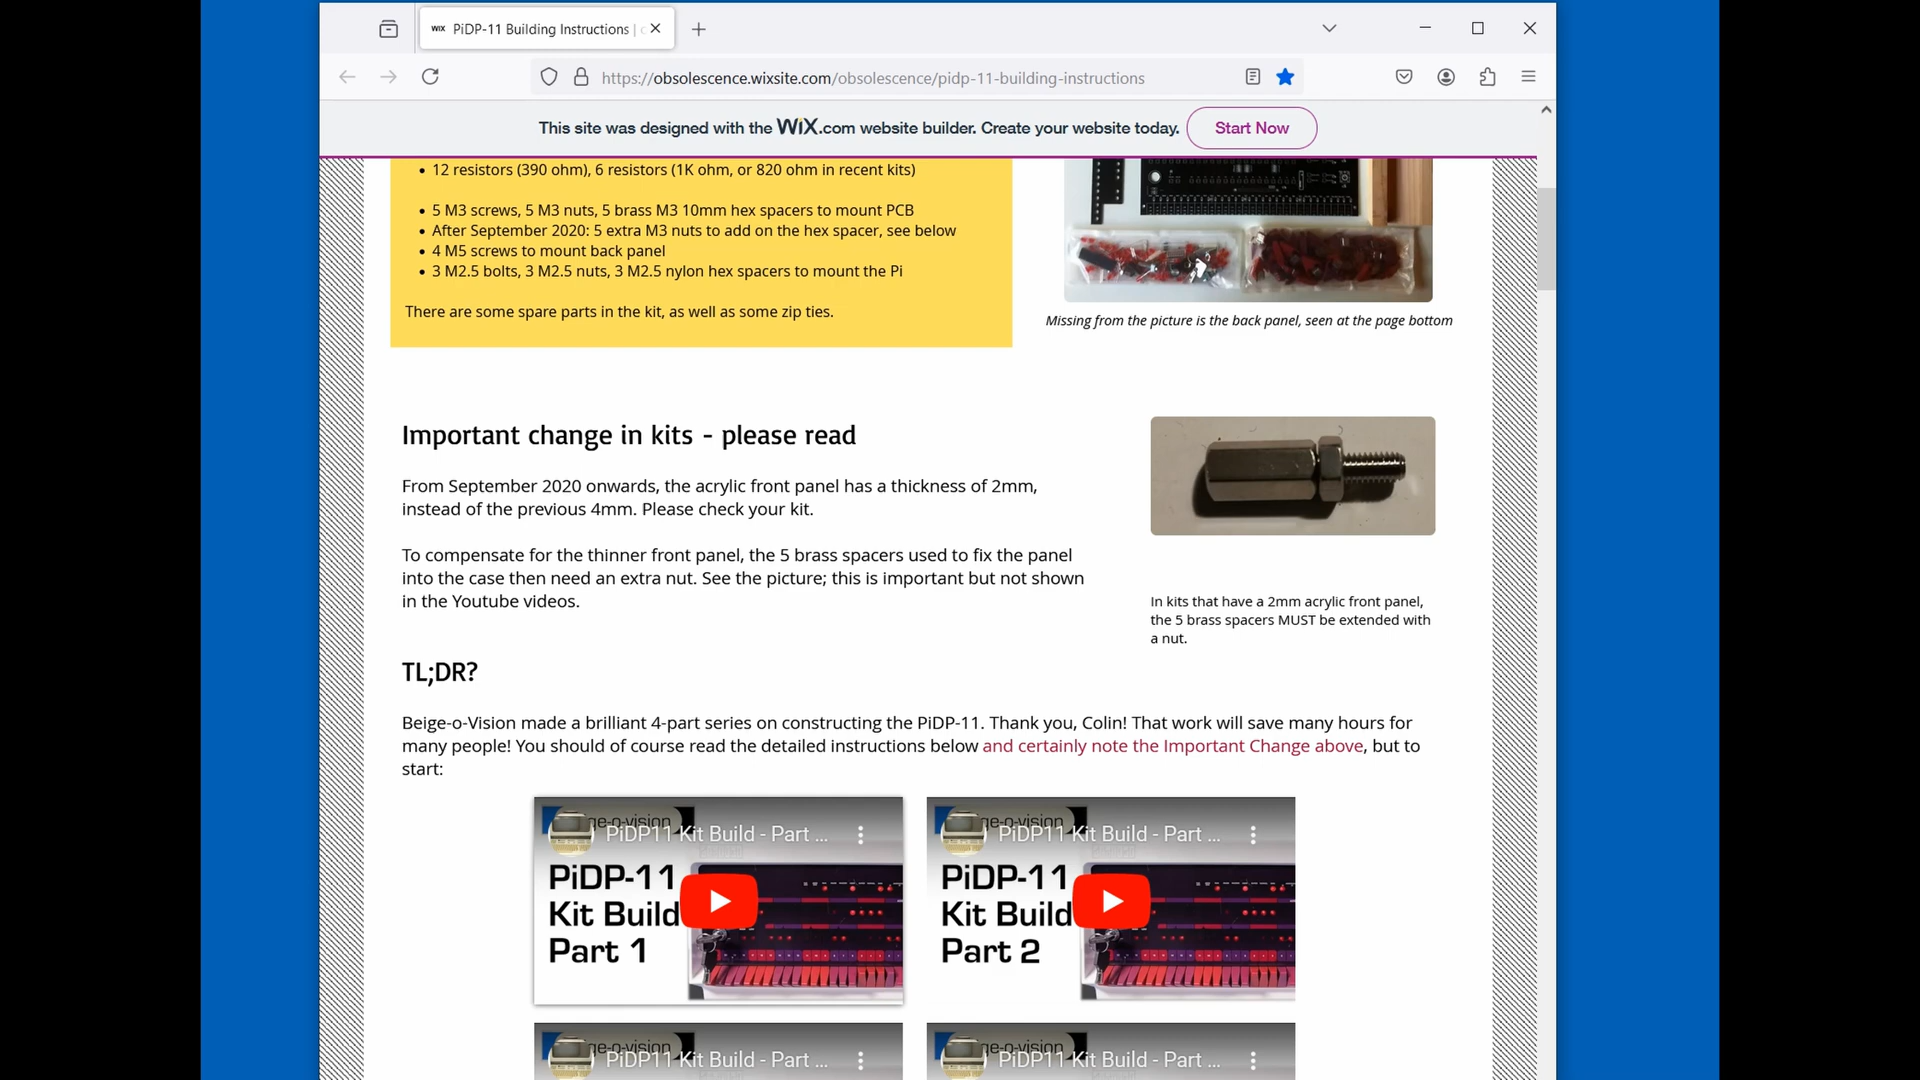 WiX PiDP-11 Building Instructions |
https://obsolescence.wixsite.com/obsolescence/pidp-11-building-instructions
This site was designed with the WiX.com website builder. Create your website today. Start Now
• 12 resistors (390 ohm), 6 resistors (1K ohm, or 820 ohm in recent kits)
• 5 M3 screws, 5 M3 nuts, 5 brass M3 10mm hex spacers to mount PCB
• After September 2020: 5 extra M3 nuts to add on the hex spacer, see below
• 4 M5 screws to mount back panel
• 3 M2.5 bolts, 3 M2.5 nuts, 3 M2.5 nylon hex spacers to mount the Pi
There are some spare parts in the kit, as well as some zip ties.
Missing from the picture is the back panel, seen at the page bottom
Important change in kits - please read
From September 2020 onwards, the acrylic front panel has a thickness of 2mm,
instead of the previous 4mm. Please check your kit.
To compensate for the thinner front panel, the 5 brass spacers used to fix the panel
into the case then need an extra nut. See the picture; this is important but not shown
in the Youtube videos.
In kits that have a 2mm acrylic front panel,
the 5 brass spacers MUST be extended with
a nut.
TL;DR?
Beige-o-Vision made a brilliant 4-part series on constructing the PiDP-11. Thank you, Colin! That work will save many hours for
many people! You should of course read the detailed instructions below and certainly note the Important Change above, but to
start:
ge-o-vision
PiDP11 Kit Build - Part ...
PiDP-11
Kit Build
Part 1
ge-o-vision
PiDP11 Kit Build - Part ...
PiDP-11
Kit Build
Part 2
ge-o-vision
PiDP11 Kit Build - Part ...
ge-o-vision
PiDP11 Kit Build - Part ...